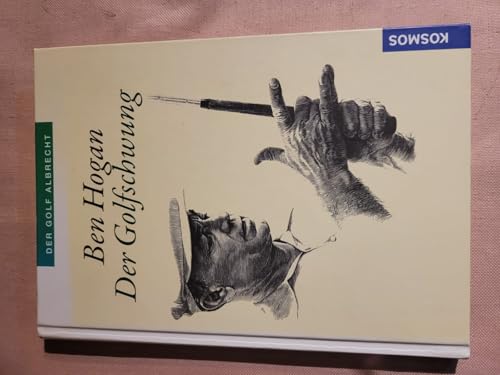 DER GOLF ALBRECHT
Ben Hogan
Der Golfschwung
KOSMOS